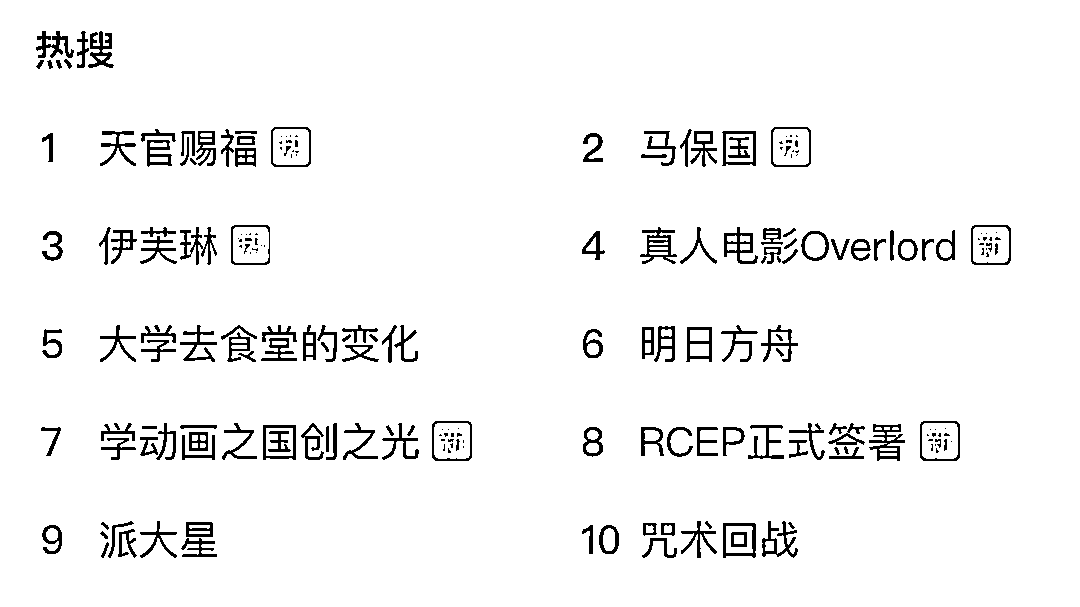 热搜
1 天官赐福 热 2 马保国 热
3 伊芙琳 热 4 真人电影Overlord 新
5 大学去食堂的变化 6 明日方舟
7 学动画之国创之光 新 8 RCEP正式签署 新
9 派大星 10 咒术回战